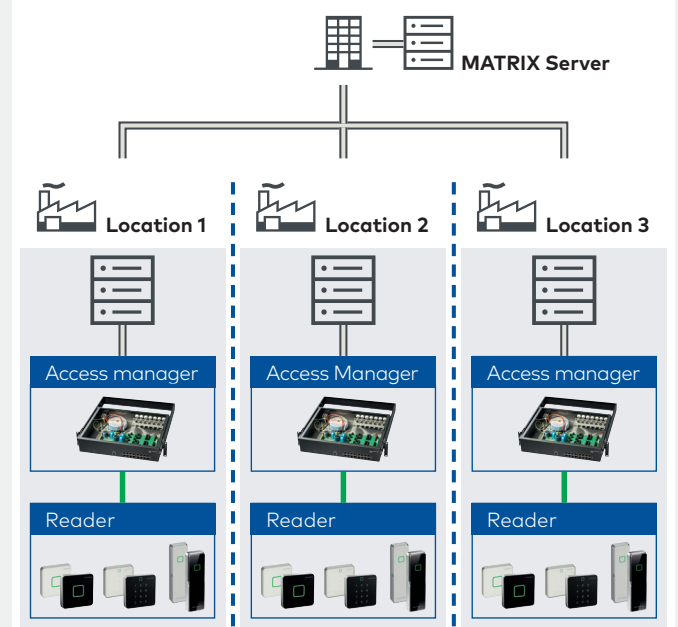 MATRIX Server
Location 1
Location 2
Location 3
Access manager
Access Manager
Access manager
Reader
Reader
Reader